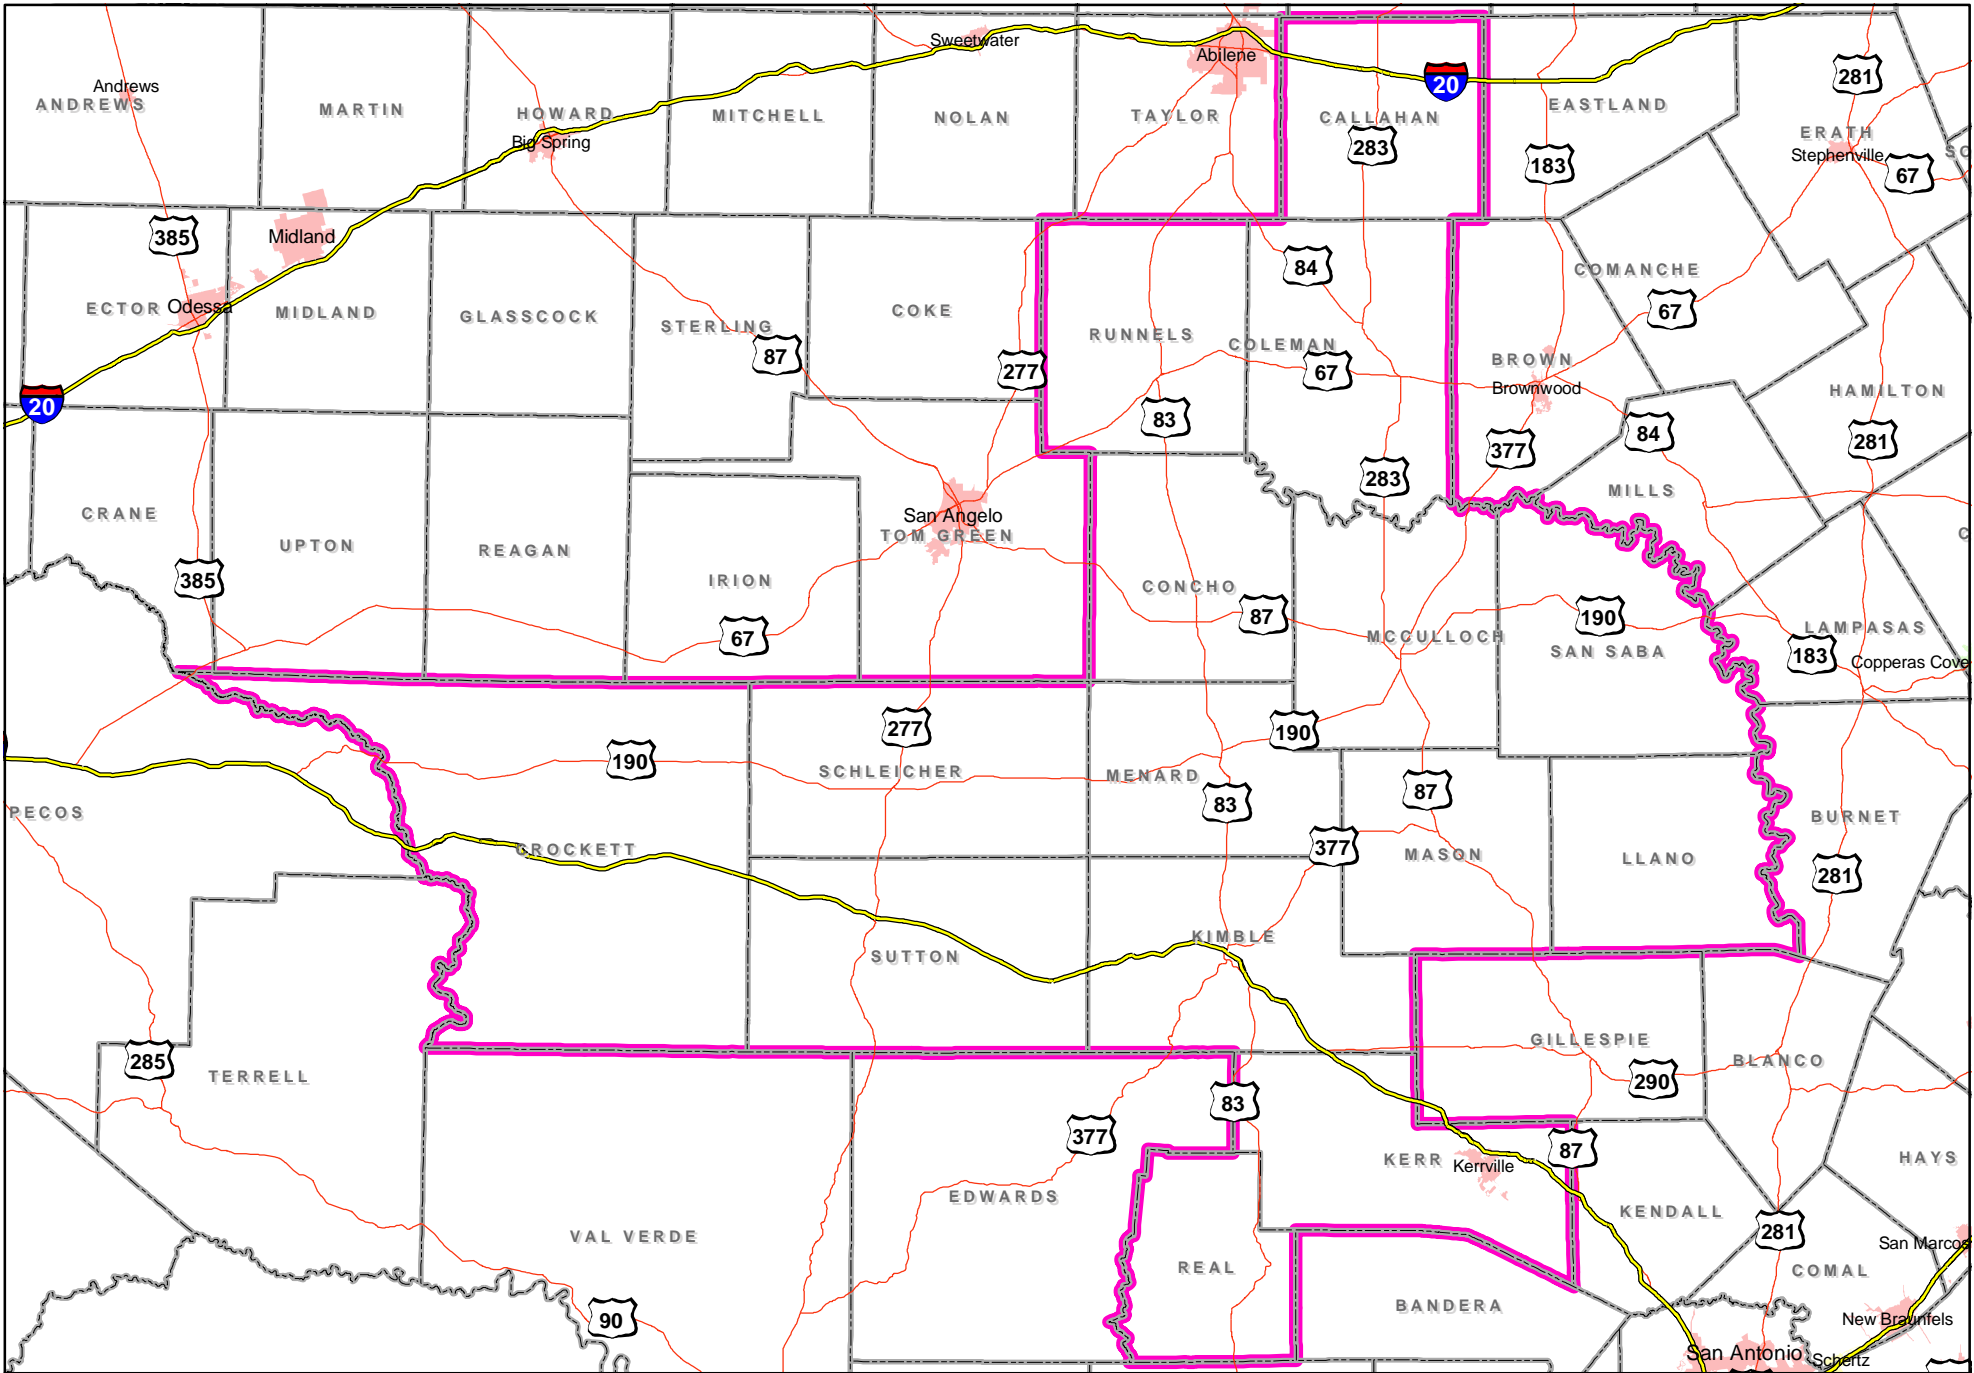 Sweetwater
Abilene
20
281
Andrews
ANDREWS
MARTIN
HOWARD
Big Spring
MITCHELL
NOLAN
TAYLOR
CALLAHAN
283
EASTLAND
183
ERATH
Stephenville
67
385
Midland
ECTOR
Odessa
MIDLAND
GLASSCOCK
STERLING
87
COKE
277
RUNNELS
84
COLEMAN
67
83
COMANCHE
67
BROWN
Brownwood
HAMILTON
20
377
84
281
CRANE
UPTON
REAGAN
San Angelo
TOM GREEN
283
MILLS
385
IRION
67
CONCHO
87
MCCULLOCH
190
SAN SABA
LAMPASAS
183
Copperas Cove
277
190
190
SCHLEICHER
MENARD
83
87
PECOS
CROCKETT
377
MASON
LLANO
BURNET
281
SUTTON
KIMBLE
285
TERRELL
GILLESPIE
290
BLANCO
83
377
87
KERR
Kerrville
HAYS
EDWARDS
KENDALL
281
VAL VERDE
San Marcos
REAL
COMAL
90
BANDERA
New Braunfels
San Antonio
Schertz